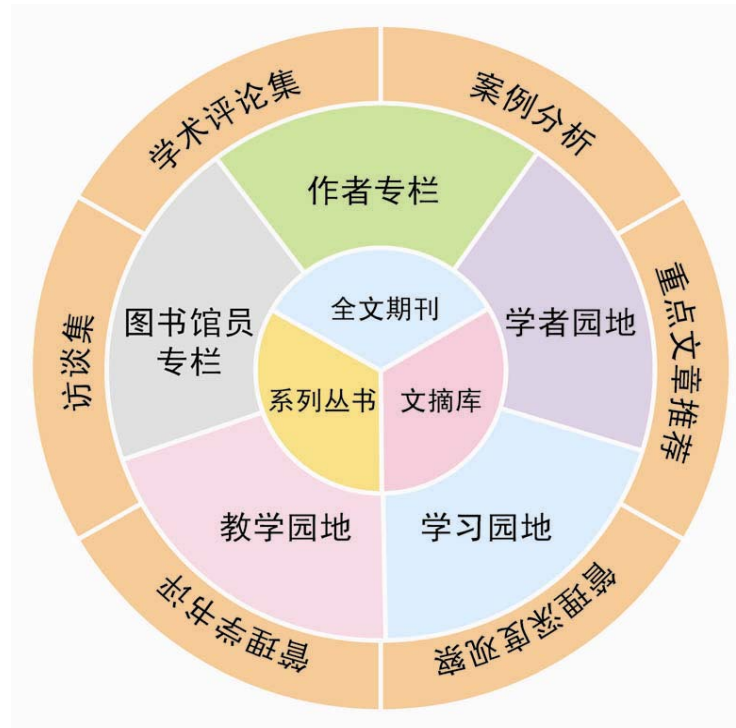 学术评论集
案例分析
重点文章推荐
管理深度观察
管理学书评
访谈集
作者专栏
学者园地
学习园地
教学园地
图书馆员
专栏
全文期刊
文摘库
系列丛书